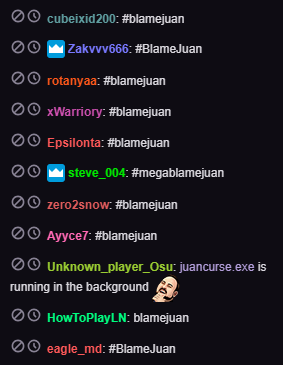 cubeixid200: #blamejuan
Zakvvv666: #BlameJuan
rotanyaa: #blamejuan
xWarriory: #blamejuan
Epsilonta: #blamejuan
steve_004: #megablamejuan
zero2snow: #blamejuan
Ayyce7: #blamejuan
Unknown_player_Osu: juancurse.exe is
running in the background
HowToPlayLN: blamejuan
eagle_md: #BlameJuan